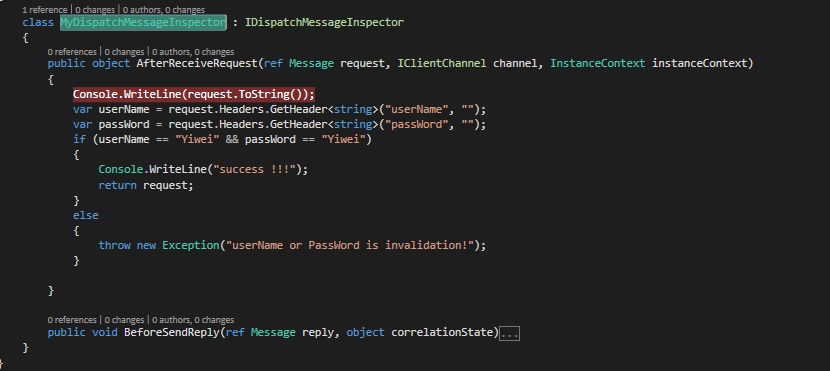 1 reference | 0 changes | 0 authors, 0 changes
class MyDispatchMessageInspector : IDispatchMessageInspector
{
0 references | 0 changes | 0 authors, 0 changes
public object AfterReceiveRequest(ref Message request, IClientChannel channel, InstanceContext instanceContext)
{
Console.WriteLine(request.ToString());
var userName = request.Headers.GetHeader<string>("userName", "");
var passWord = request.Headers.GetHeader<string>("passWord", "");
if (userName == "Yiwei" && passWord == "Yiwei")
{
Console.WriteLine("success !!!");
return request;
}
else
{
throw new Exception("userName or PassWord is invalidation!");
}
}
0 references | 0 changes | 0 authors, 0 changes
public void BeforeSendReply(ref Message reply, object correlationState)...
}
}